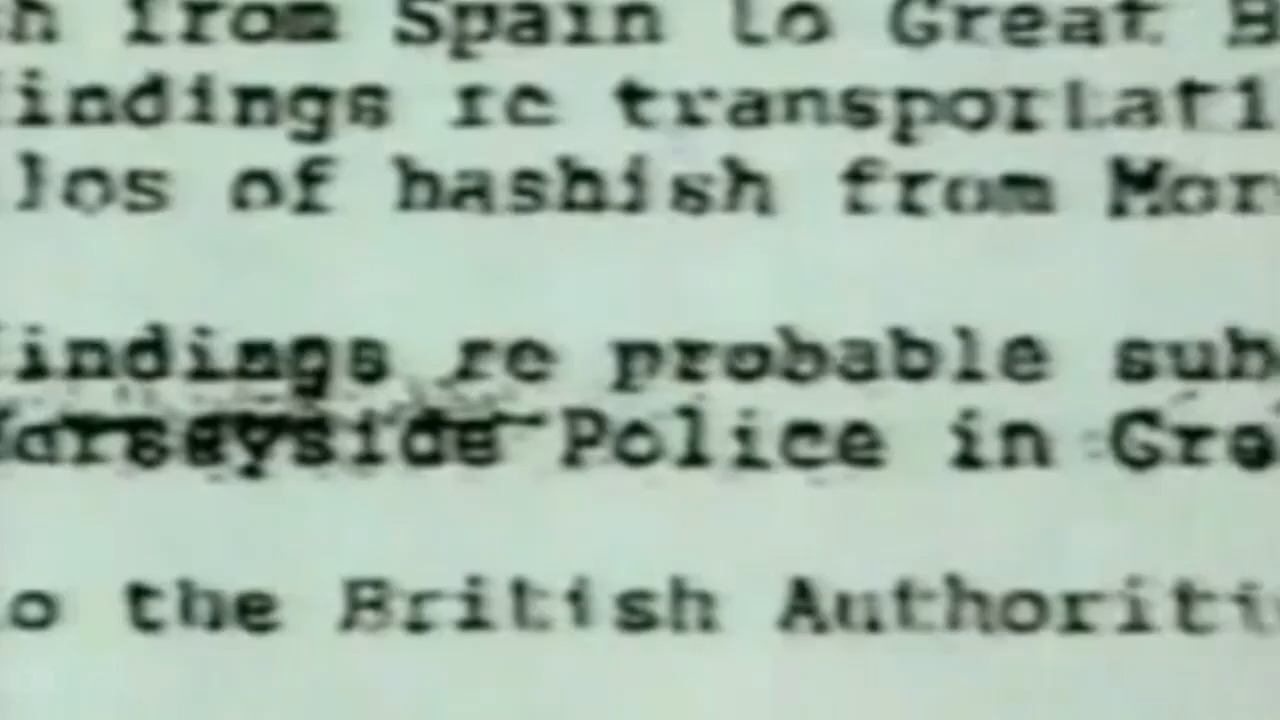 h from Spain to Great B
indings re transportati
los of hashish from Mor
indings re probable sub
Merseyside Police in Gre
o the British Authoriti